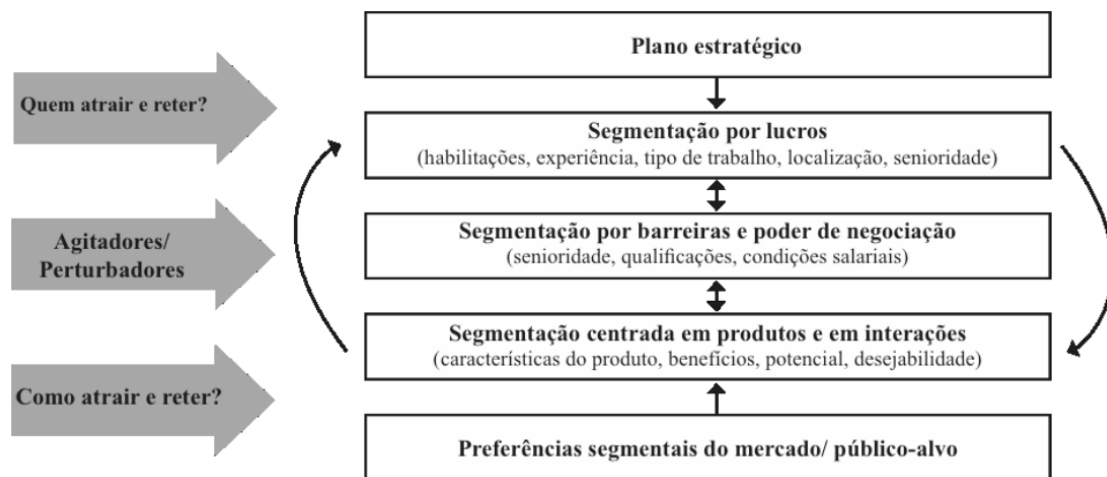 Plano estratégico
Quem atrair e reter?
Segmentação por lucros
(habilitações, experiência, tipo de trabalho, localização, senioridade)
Agitadores/
Perturbadores
Segmentação por barreiras e poder de negociação
(senioridade, qualificações, condições salariais)
Segmentação centrada em produtos e em interações
(características do produto, benefícios, potencial, desejabilidade)
Como atrair e reter?
Preferências segmentais do mercado/ público-alvo